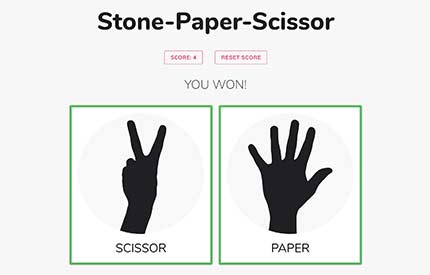 Stone-Paper-Scissor
SCORE: 4 RESET SCORE
YOU WON!
SCISSOR PAPER